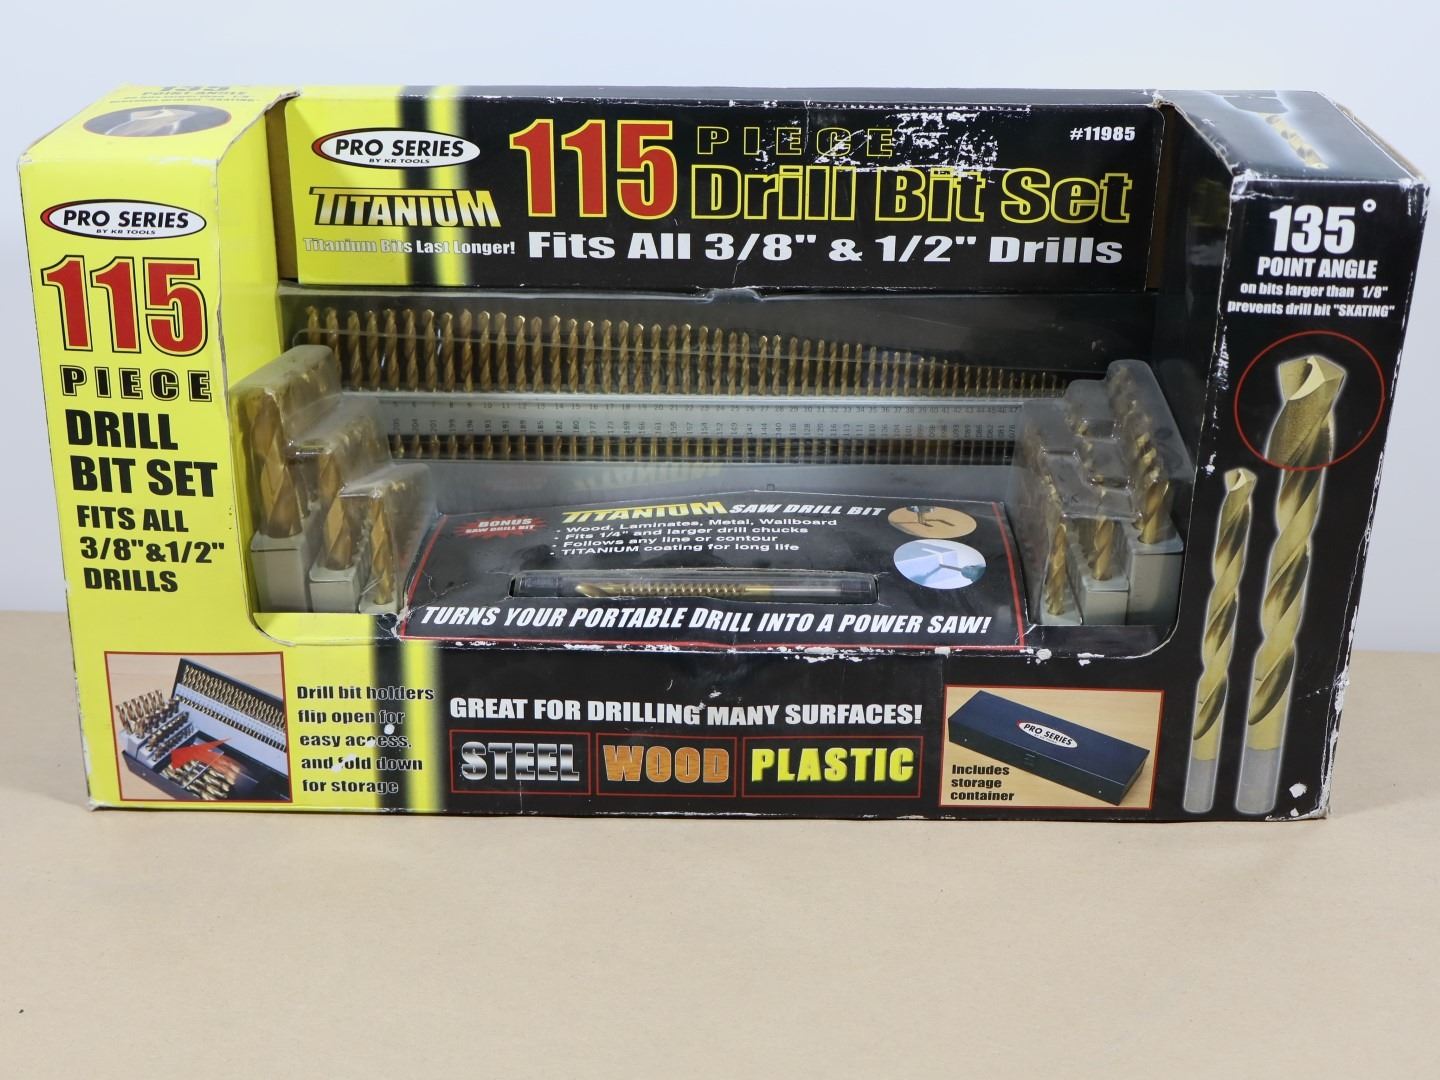 135°
POINT ANGLE
PRO SERIES
BY KR TOOLS
115
PIECE
DRILL
BIT SET
FITS ALL
3/8"&1/2"
DRILLS
PRO SERIES
BY KR TOOLS
TITANIUM
Titanium Bits Last Longer!
115
PIECE
Drill Bit Set
Fits All 3/8" & 1/2" Drills
#11985
135°
POINT ANGLE
on bits larger than 1/8"
prevents drill bit "SKATING"
BONUS
SAW DRILL BIT
TITANIUM SAW DRILL BIT
· Wood, Laminates, Metal, Wallboard
· Fits 1/4" and larger drill chucks
· Follows any line or contour
· TITANIUM coating for long life
TURNS YOUR PORTABLE DRILL INTO A POWER SAW!
Drill bit holders
flip open for
easy access,
and fold down
for storage
GREAT FOR DRILLING MANY SURFACES!
STEEL WOOD PLASTIC
PRO SERIES
Includes
storage
container